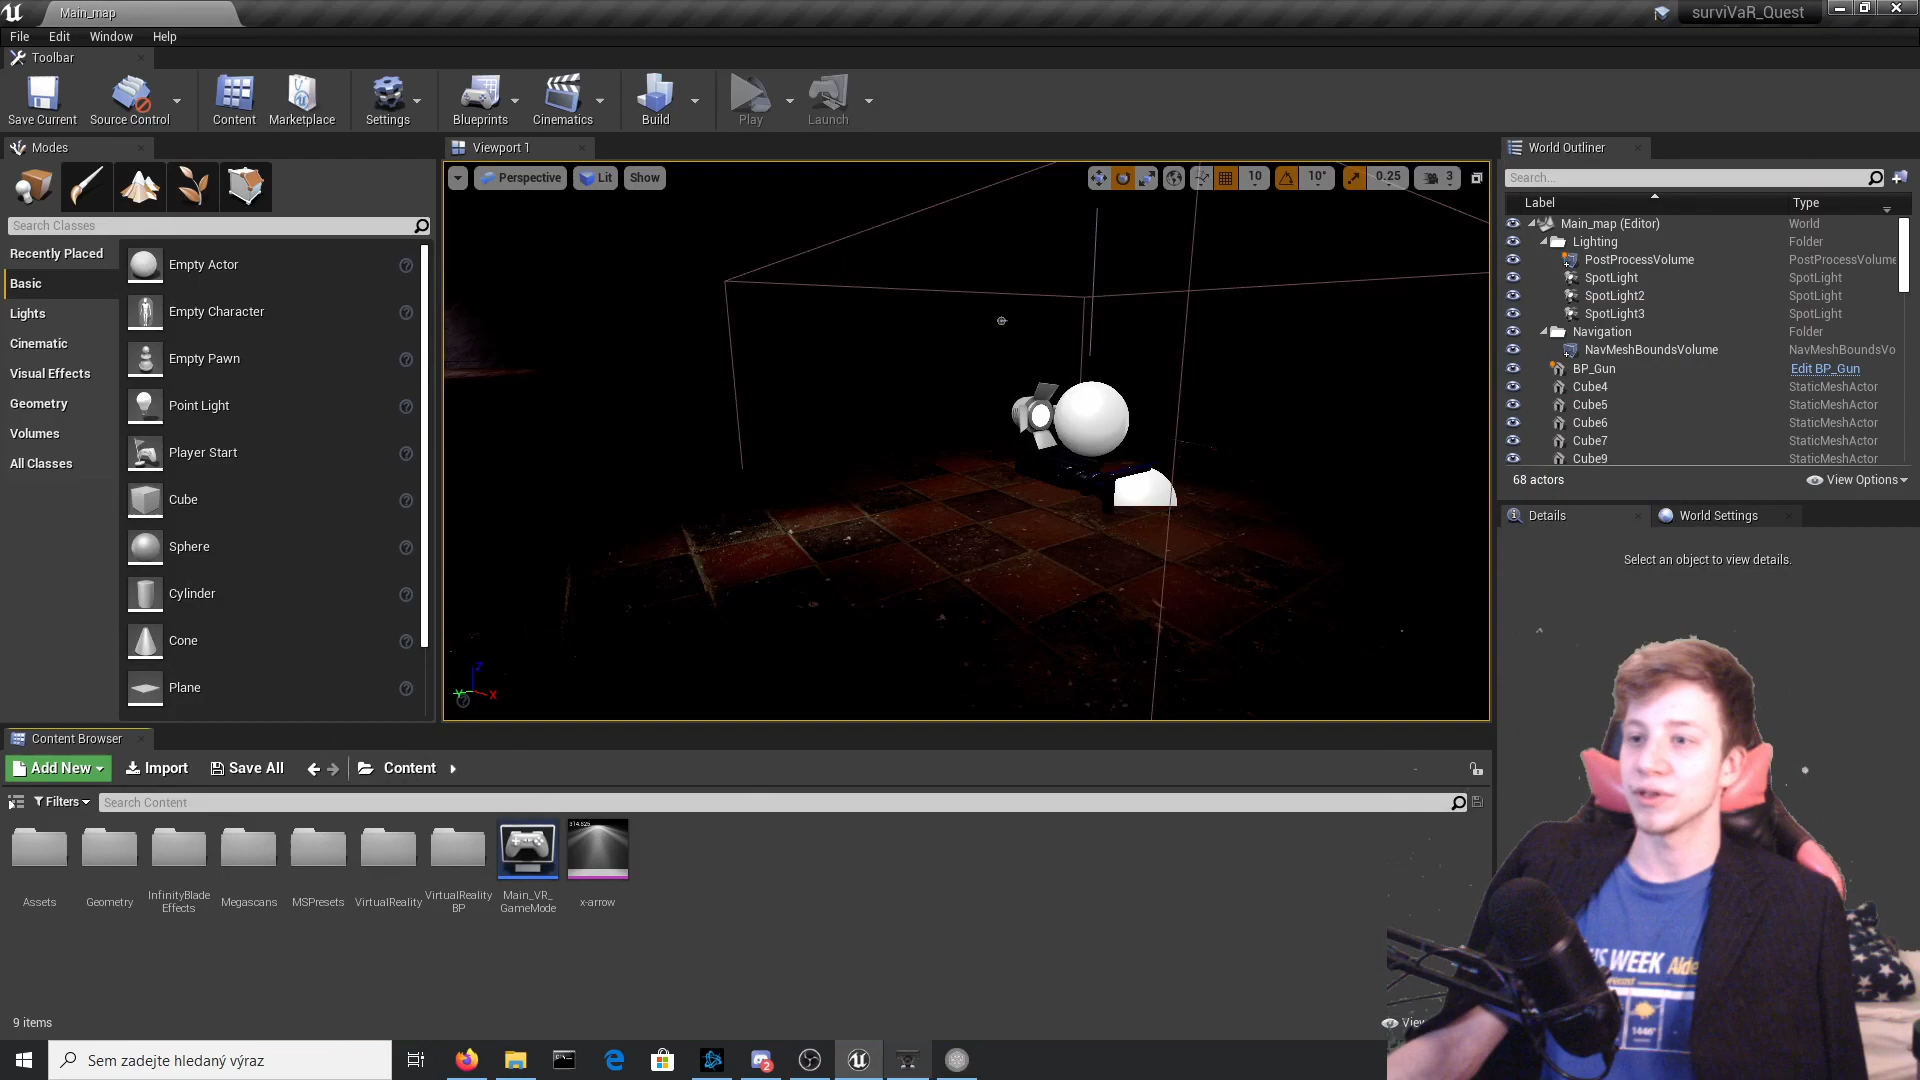 Main_map
surviVaR_Quest
File Edit Window Help
Toolbar
Save Current Source Control Content Marketplace Settings Blueprints Cinematics Build Play Launch
Modes
Viewport 1
World Outliner
Perspective Lit Show 10 10° 0.25 3
Search...
Label Type
Search Classes
Recently Placed
Basic
Lights
Cinematic
Visual Effects
Geometry
Volumes
All Classes
Empty Actor
Empty Character
Empty Pawn
Point Light
Player Start
Cube
Sphere
Cylinder
Cone
Plane
Main_map (Editor) World
Lighting Folder
PostProcessVolume PostProcessVolume
SpotLight SpotLight
SpotLight2 SpotLight
SpotLight3 SpotLight
Navigation Folder
NavMeshBoundsVolume NavMeshBoundsVo
BP_Gun Edit BP_Gun
Cube4 StaticMeshActor
Cube5 StaticMeshActor
Cube6 StaticMeshActor
Cube7 StaticMeshActor
Cube9 StaticMeshActor
68 actors View Options
Details World Settings
Select an object to view details.
Z
Y X
Content Browser
Add New Import Save All Content
Filters Search Content
Assets
Geometry
InfinityBlade
Effects
Megascans
MSPresets
VirtualReality
VirtualReality
BP
Main_VR_
GameMode
x-arrow
9 items
View
WEEK Alde
1446°
Sem zadejte hledaný výraz
2